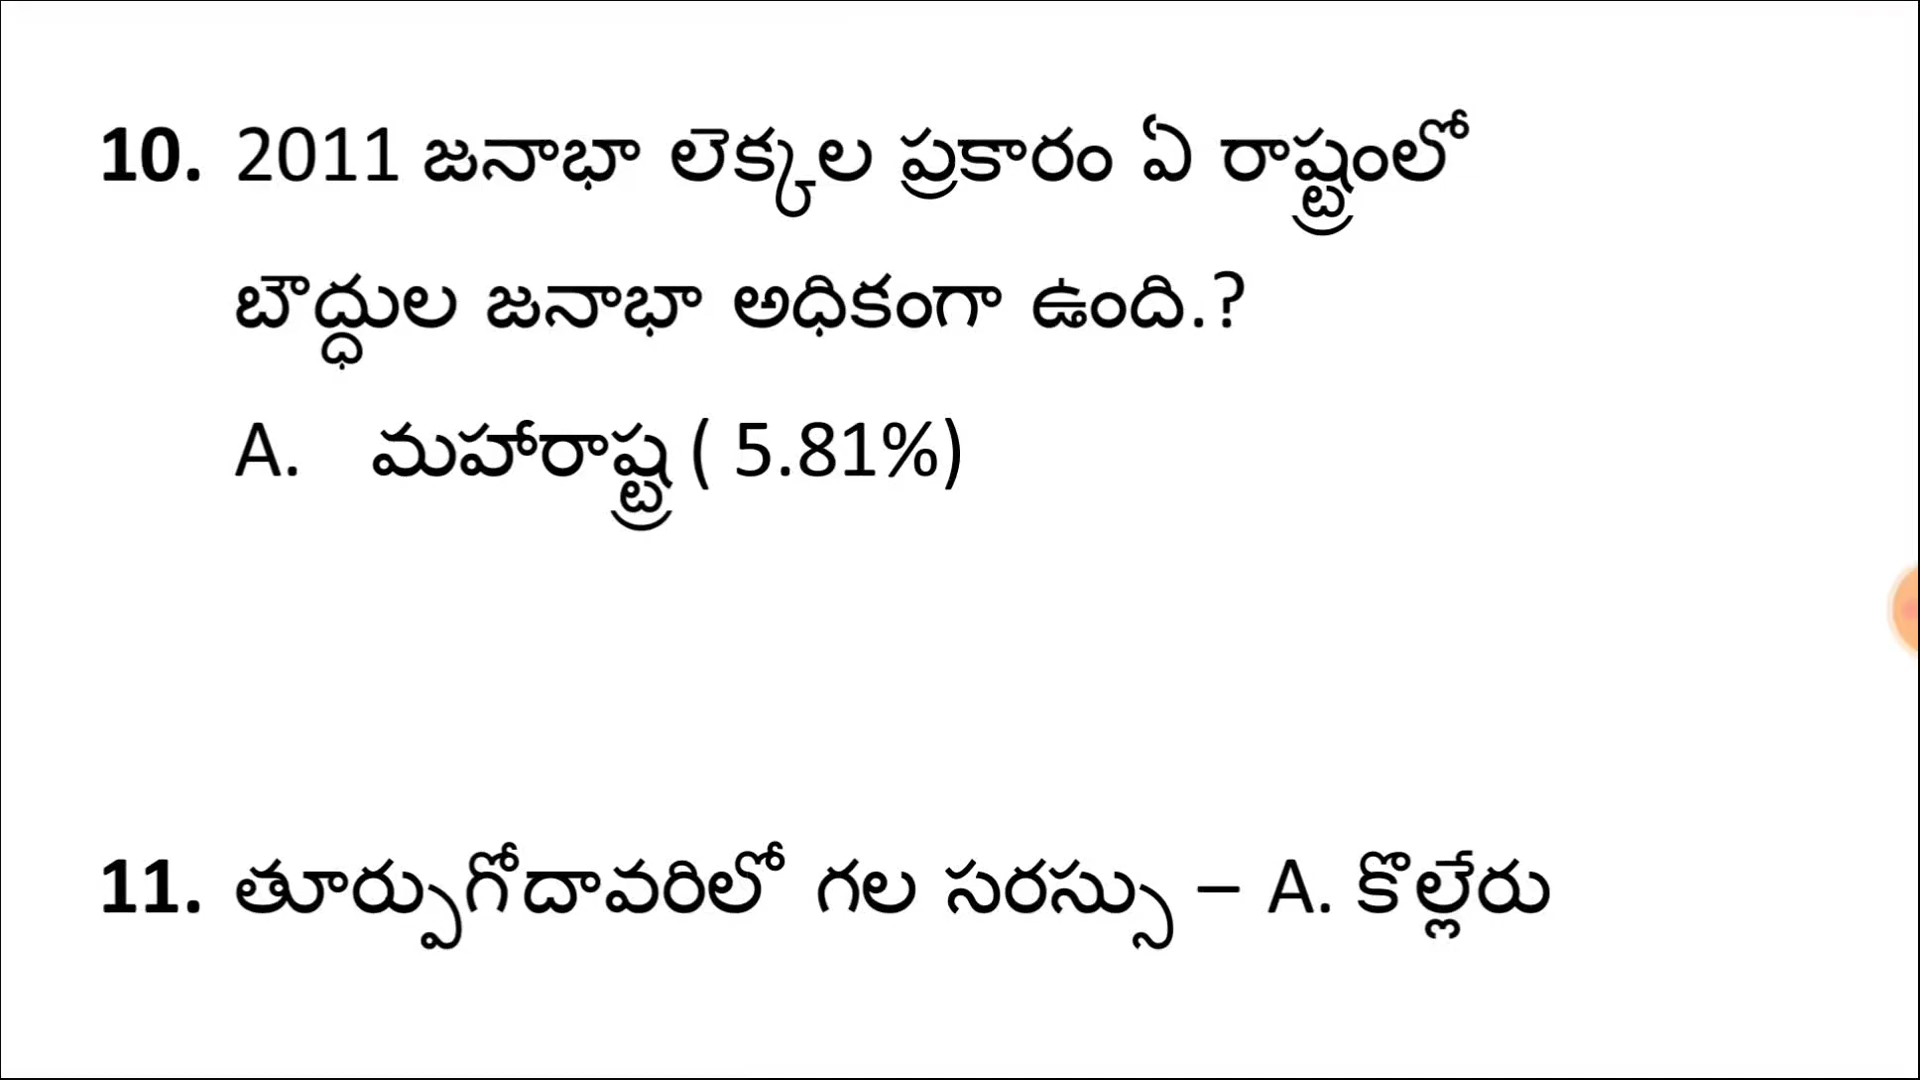 10. 2011 జనాభా లెక్కల ప్రకారం ఏ రాష్ట్రంలో
బౌద్ధుల జనాభా అధికంగా ఉంది.?
A. మహారాష్ట్ర ( 5.81%)
11. తూర్పుగోదావరిలో గల సరస్సు – A. కొల్లేరు